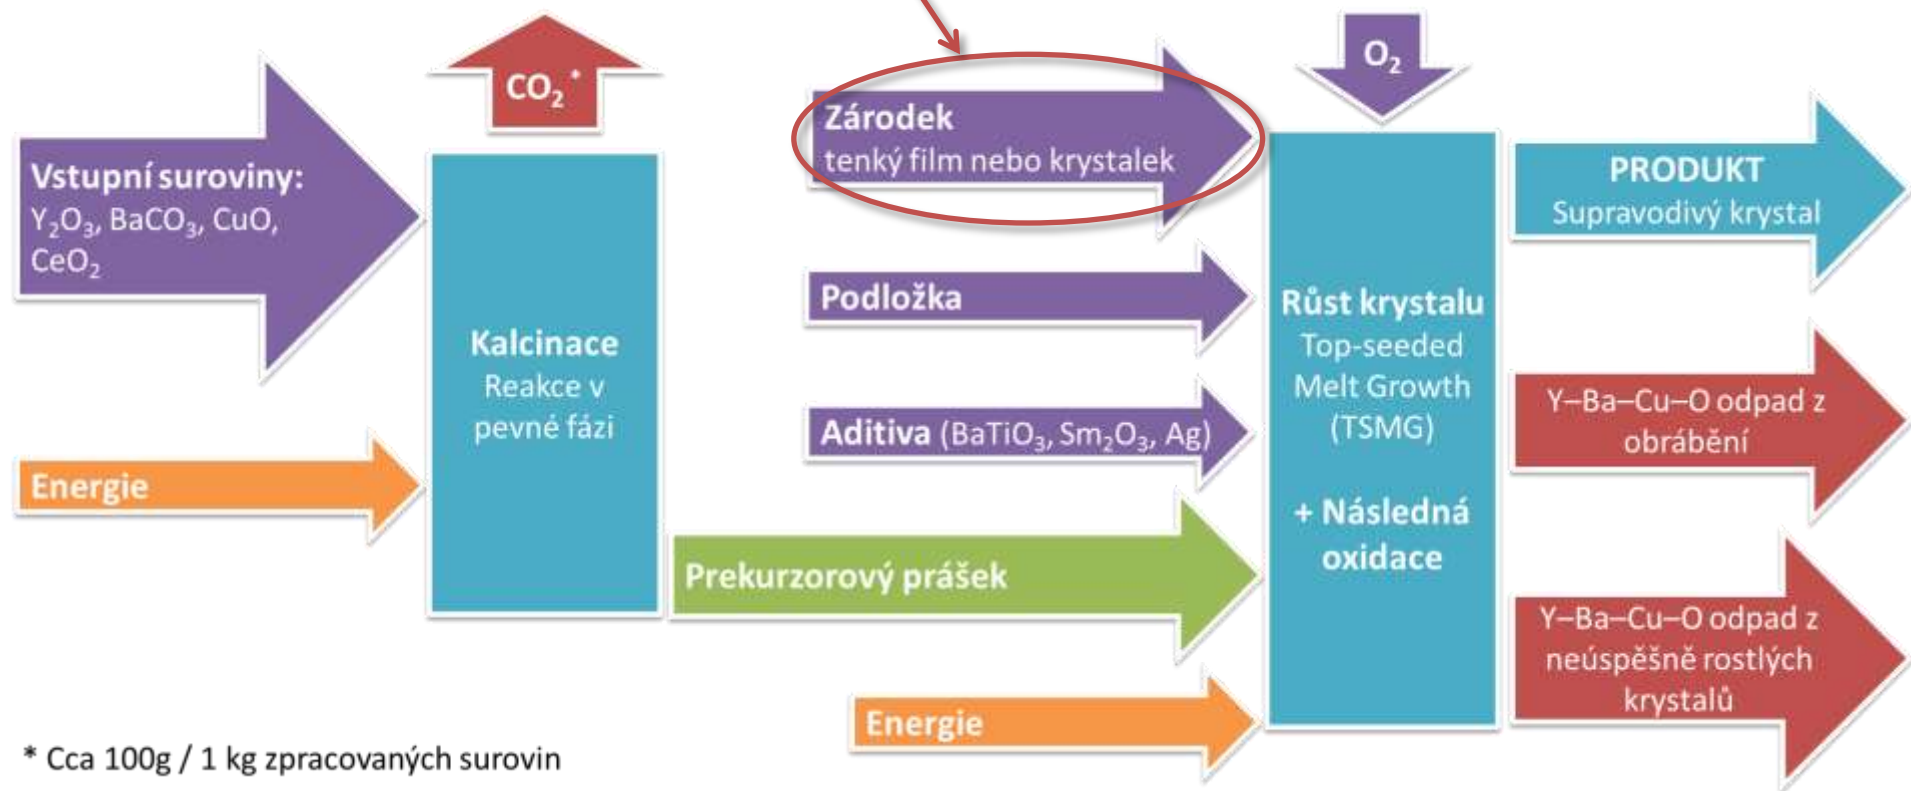 Vstupní suroviny:
Y₂O₃, BaCO₃, CuO,
CeO₂
Energie
CO₂*
Kalcinace
Reakce v
pevné fázi
Zárodek
tenký film nebo krystalek
Podložka
Aditiva (BaTiO₃, Sm₂O₃, Ag)
Prekurzorový prášek
Energie
O₂
Růst krystalu
Top-seeded
Melt Growth
(TSMG)
+ Následná
oxidace
PRODUKT
Supravodivý krystal
Y–Ba–Cu–O odpad z
obrábění
Y–Ba–Cu–O odpad z
neúspěšně rostlých
krystalů
* Cca 100g / 1 kg zpracovaných surovin